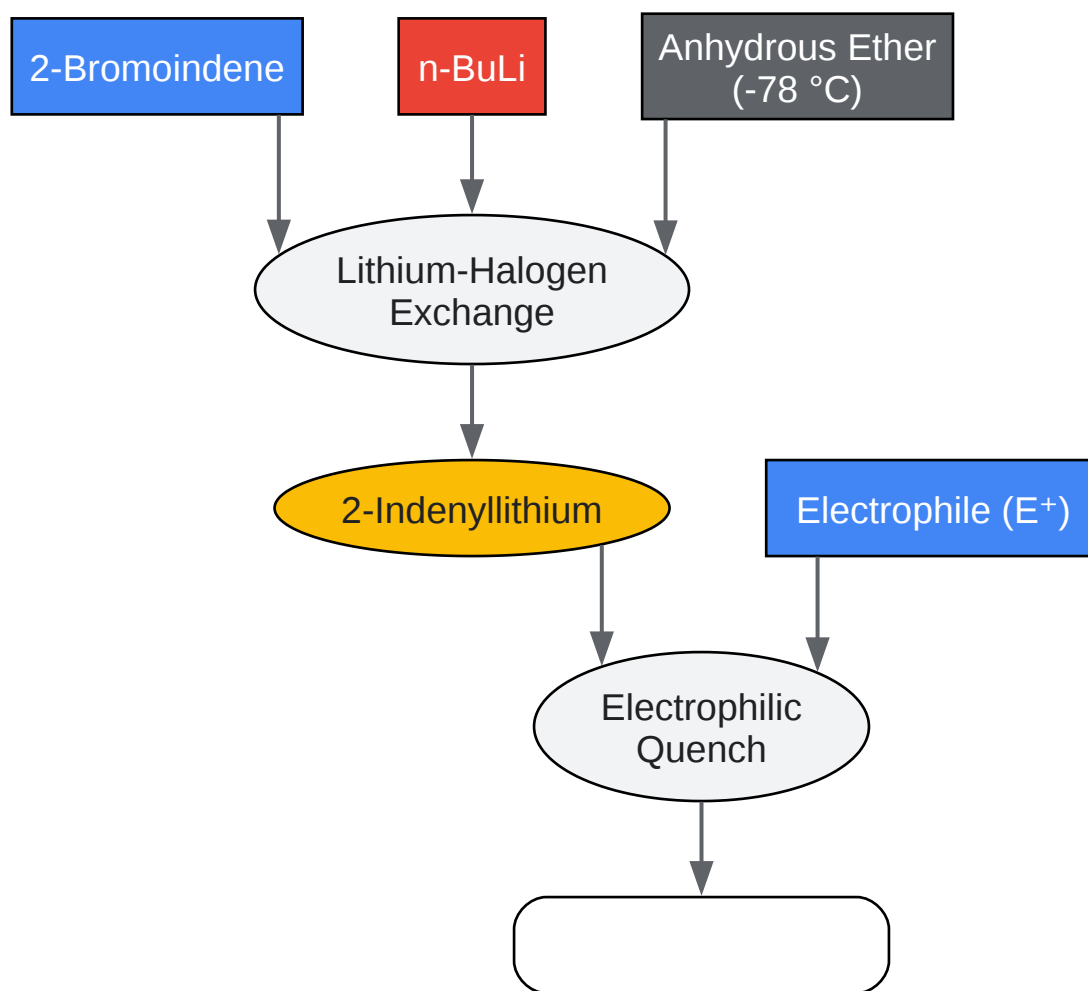 2-Bromoindene
n-BuLi
Anhydrous Ether
(-78 °C)
Lithium-Halogen
Exchange
2-Indenyllithium
Electrophile (E⁺)
Electrophilic
Quench